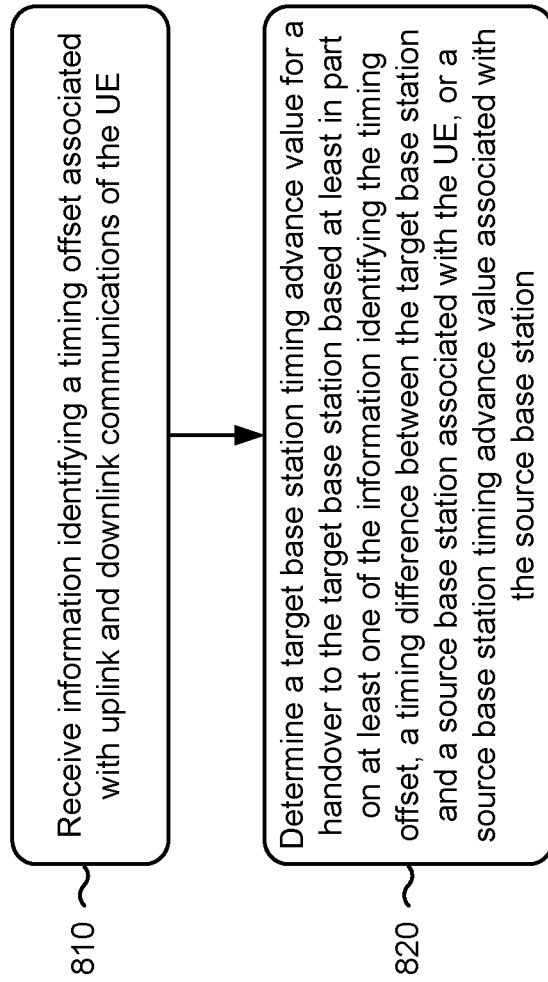 810
Receive information identifying a timing offset associated
with uplink and downlink communications of the UE
820
Determine a target base station timing advance value for a
handover to the target base station based at least in part
on at least one of the information identifying the timing
offset, a timing difference between the target base station
and a source base station associated with the UE, or a
source base station timing advance value associated with
the source base station